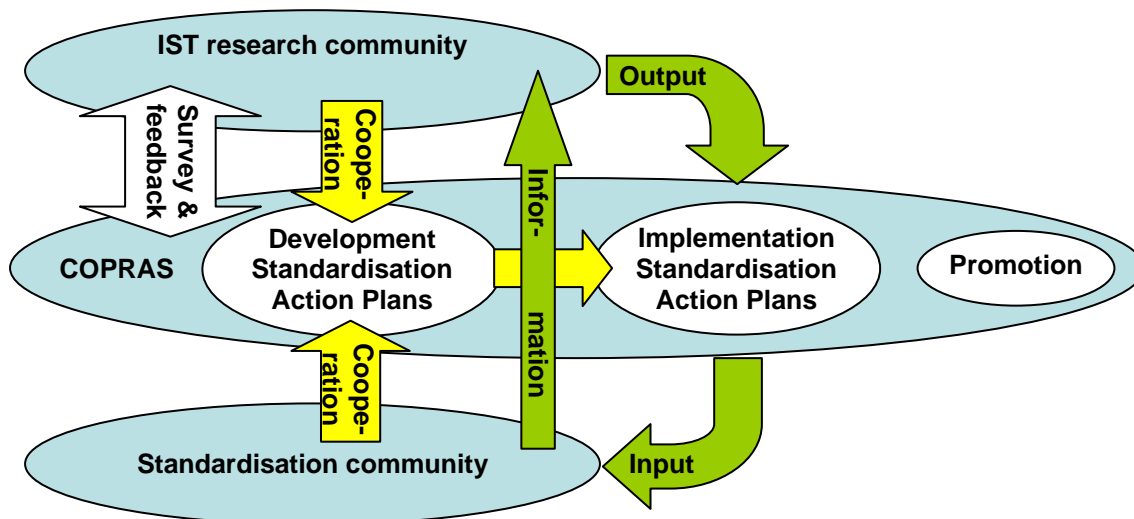 IST research community
Output
Survey &
feedback
Coope-
ration
Infor-
mation
COPRAS
Development
Standardisation
Action Plans
Implementation
Standardisation
Action Plans
Promotion
Coope-
ration
Standardisation community
Input